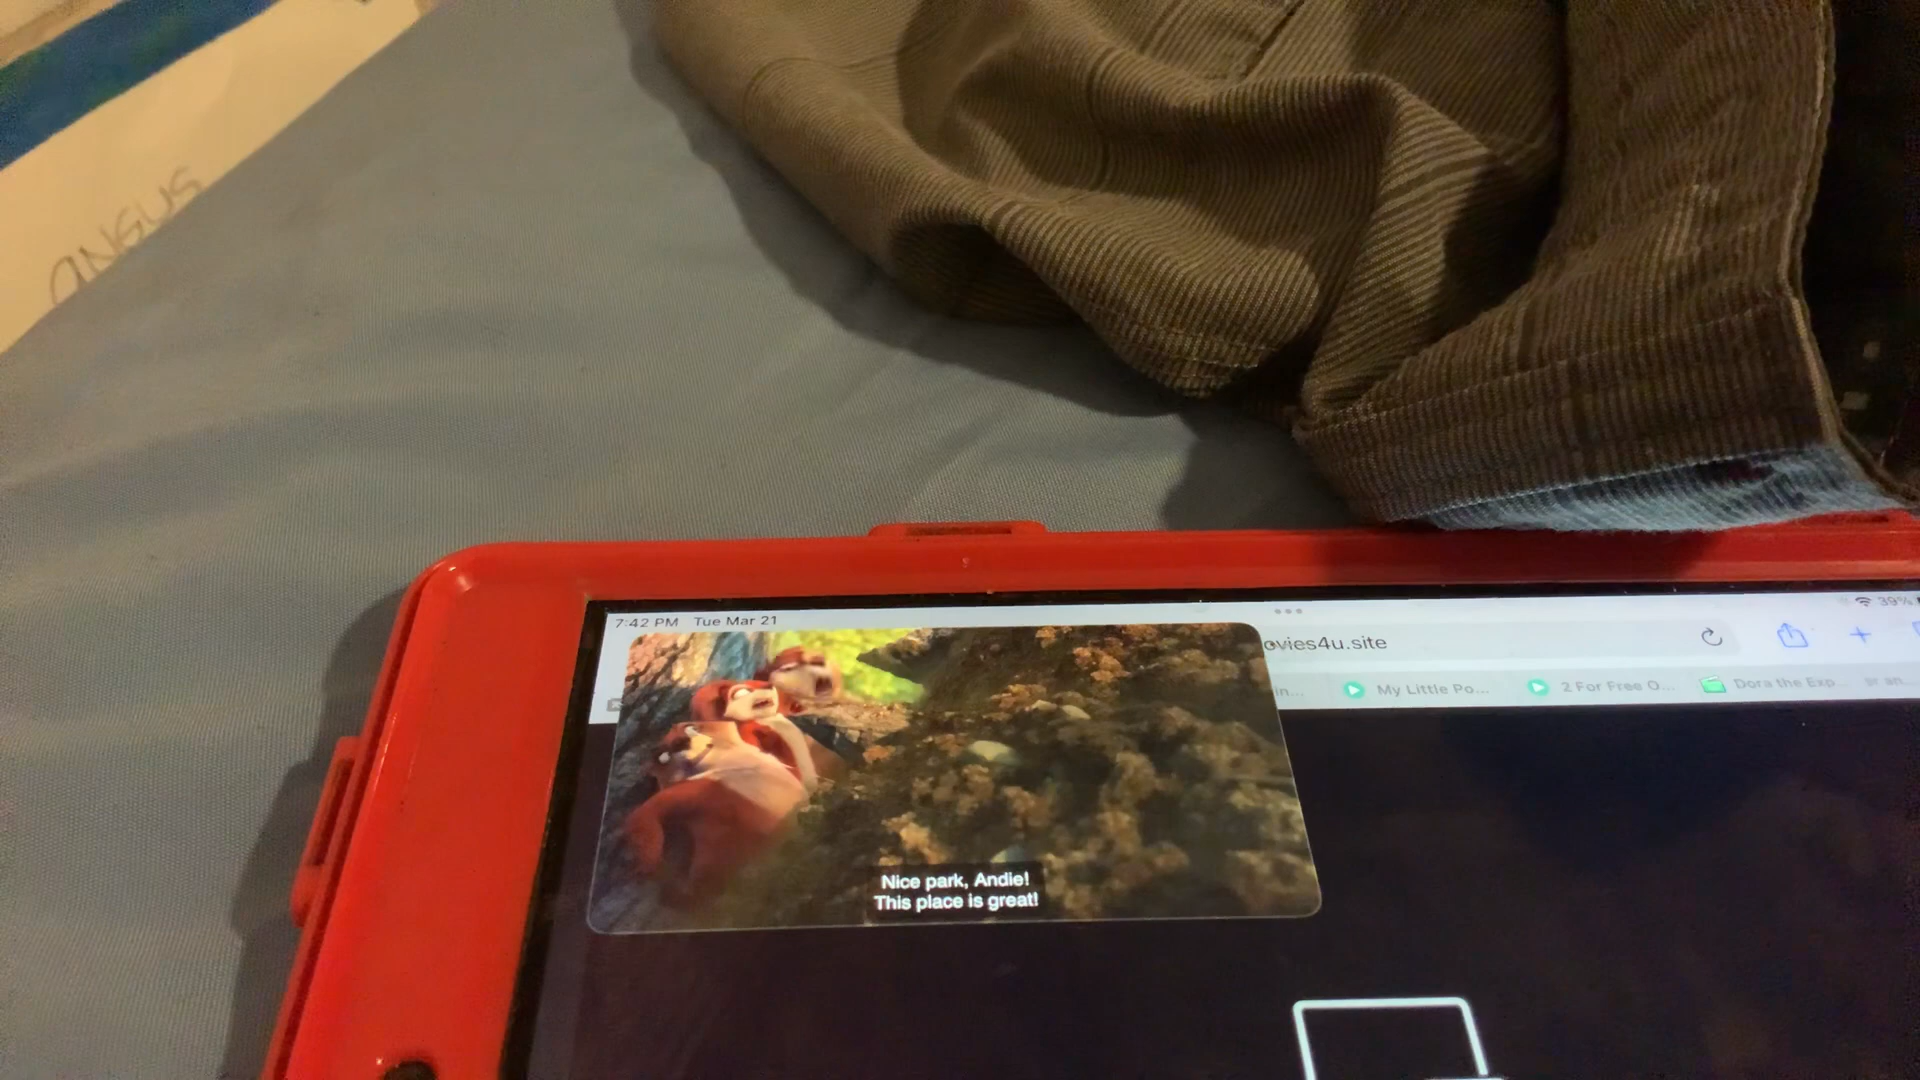 ANGUS
7:42 PM Tue Mar 21
ovies4u.site
39%
in... My Little Po... 2 For Free O... Dora the Exp...
Nice park, Andie!
This place is great!